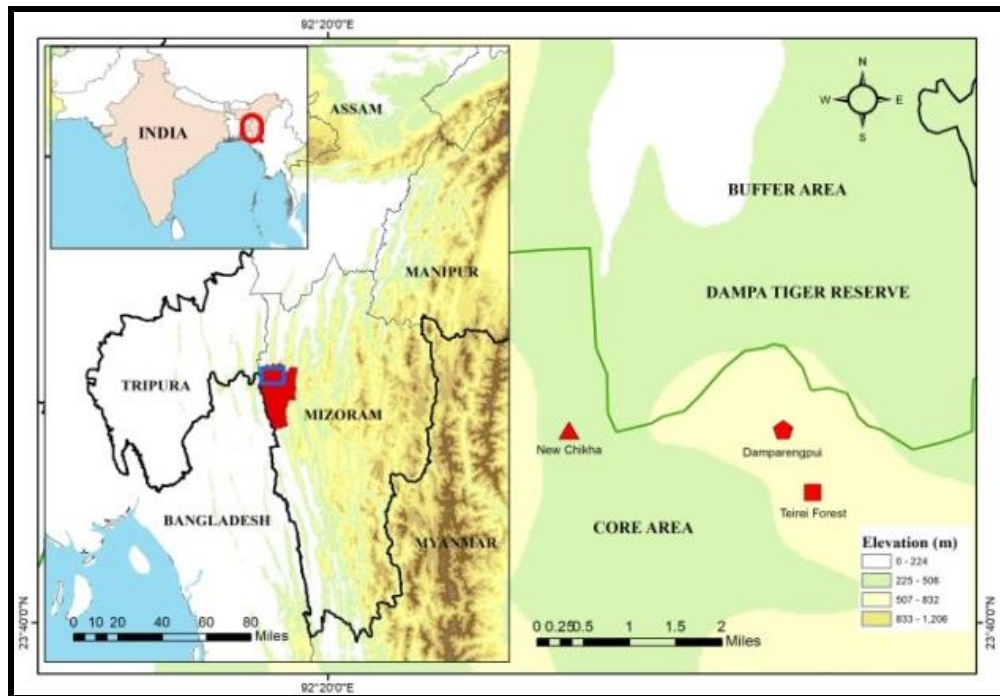 92°20'0"E
INDIA
ASSAM
MANIPUR
TRIPURA
MIZORAM
BANGLADESH
MYANMAR
0 10 20 40 60 80
Miles
N
W E
S
BUFFER AREA
DAMPA TIGER RESERVE
New Chikha
Damparengpui
Teirei Forest
CORE AREA
Elevation (m)
0 - 224
225 - 506
507 - 832
833 - 1,206
0 0.25 0.5 1 1.5 2
Miles
23°40'0"N
23°40'0"N
92°20'0"E